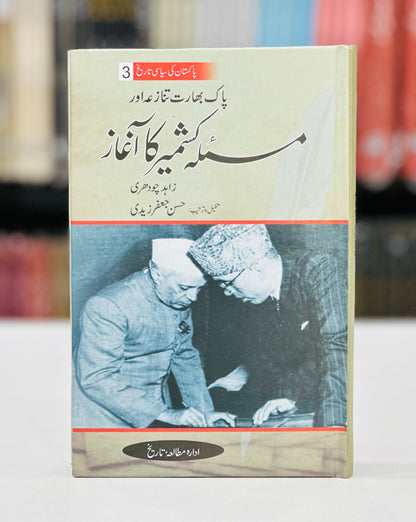 پاکستان کی سیاسی تاریخ 3
پاک بھارت تنازعہ اور
مسئلہ کشمیر کا آغاز
زاہد چودھری
تکمیل و ترتیب: حسن جعفر زیدی
ادارہ مطالعہ تاریخ